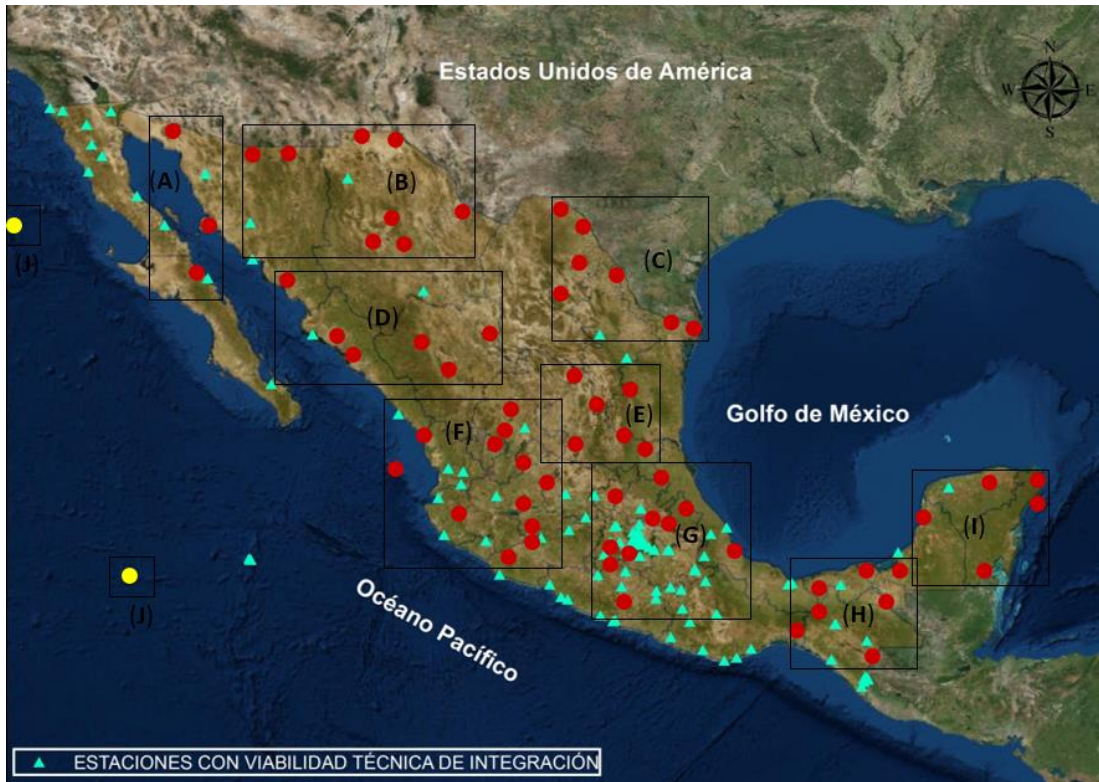 Estados Unidos de América
N
W E
S
(A)
(B)
(J)
(C)
(D)
(E)
(F)
Golfo de México
(G)
(I)
(J)
Océano Pacífico
(H)
ESTACIONES CON VIABILIDAD TÉCNICA DE INTEGRACIÓN